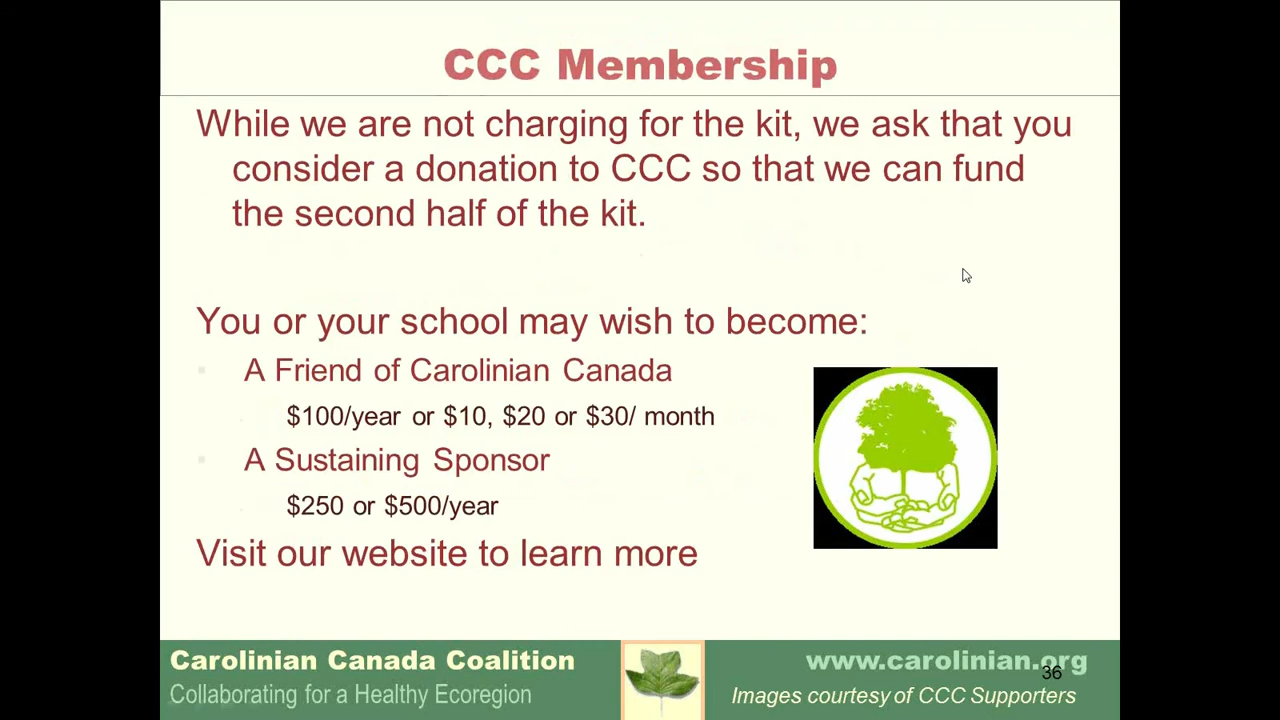 CCC Membership
While we are not charging for the kit, we ask that you
consider a donation to CCC so that we can fund
the second half of the kit.
You or your school may wish to become:
A Friend of Carolinian Canada
$100/year or $10, $20 or $30/ month
A Sustaining Sponsor
$250 or $500/year
Visit our website to learn more
Carolinian Canada Coalition
Collaborating for a Healthy Ecoregion
www.carolinian.org
36
Images courtesy of CCC Supporters